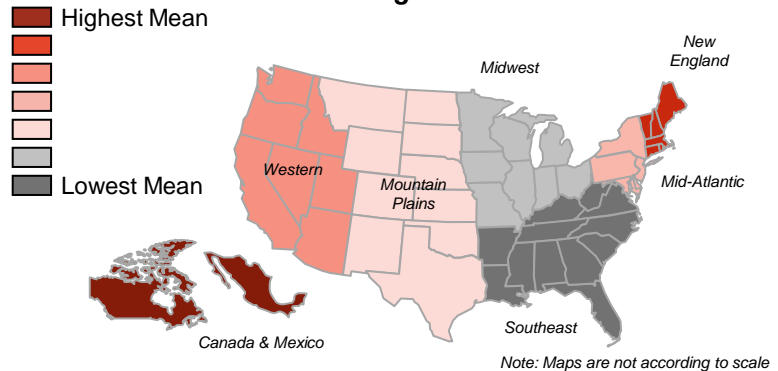 Highest Mean
Lowest Mean
New
England
Midwest
Western
Mountain
Plains
Mid-Atlantic
Southeast
Canada & Mexico
Note: Maps are not according to scale